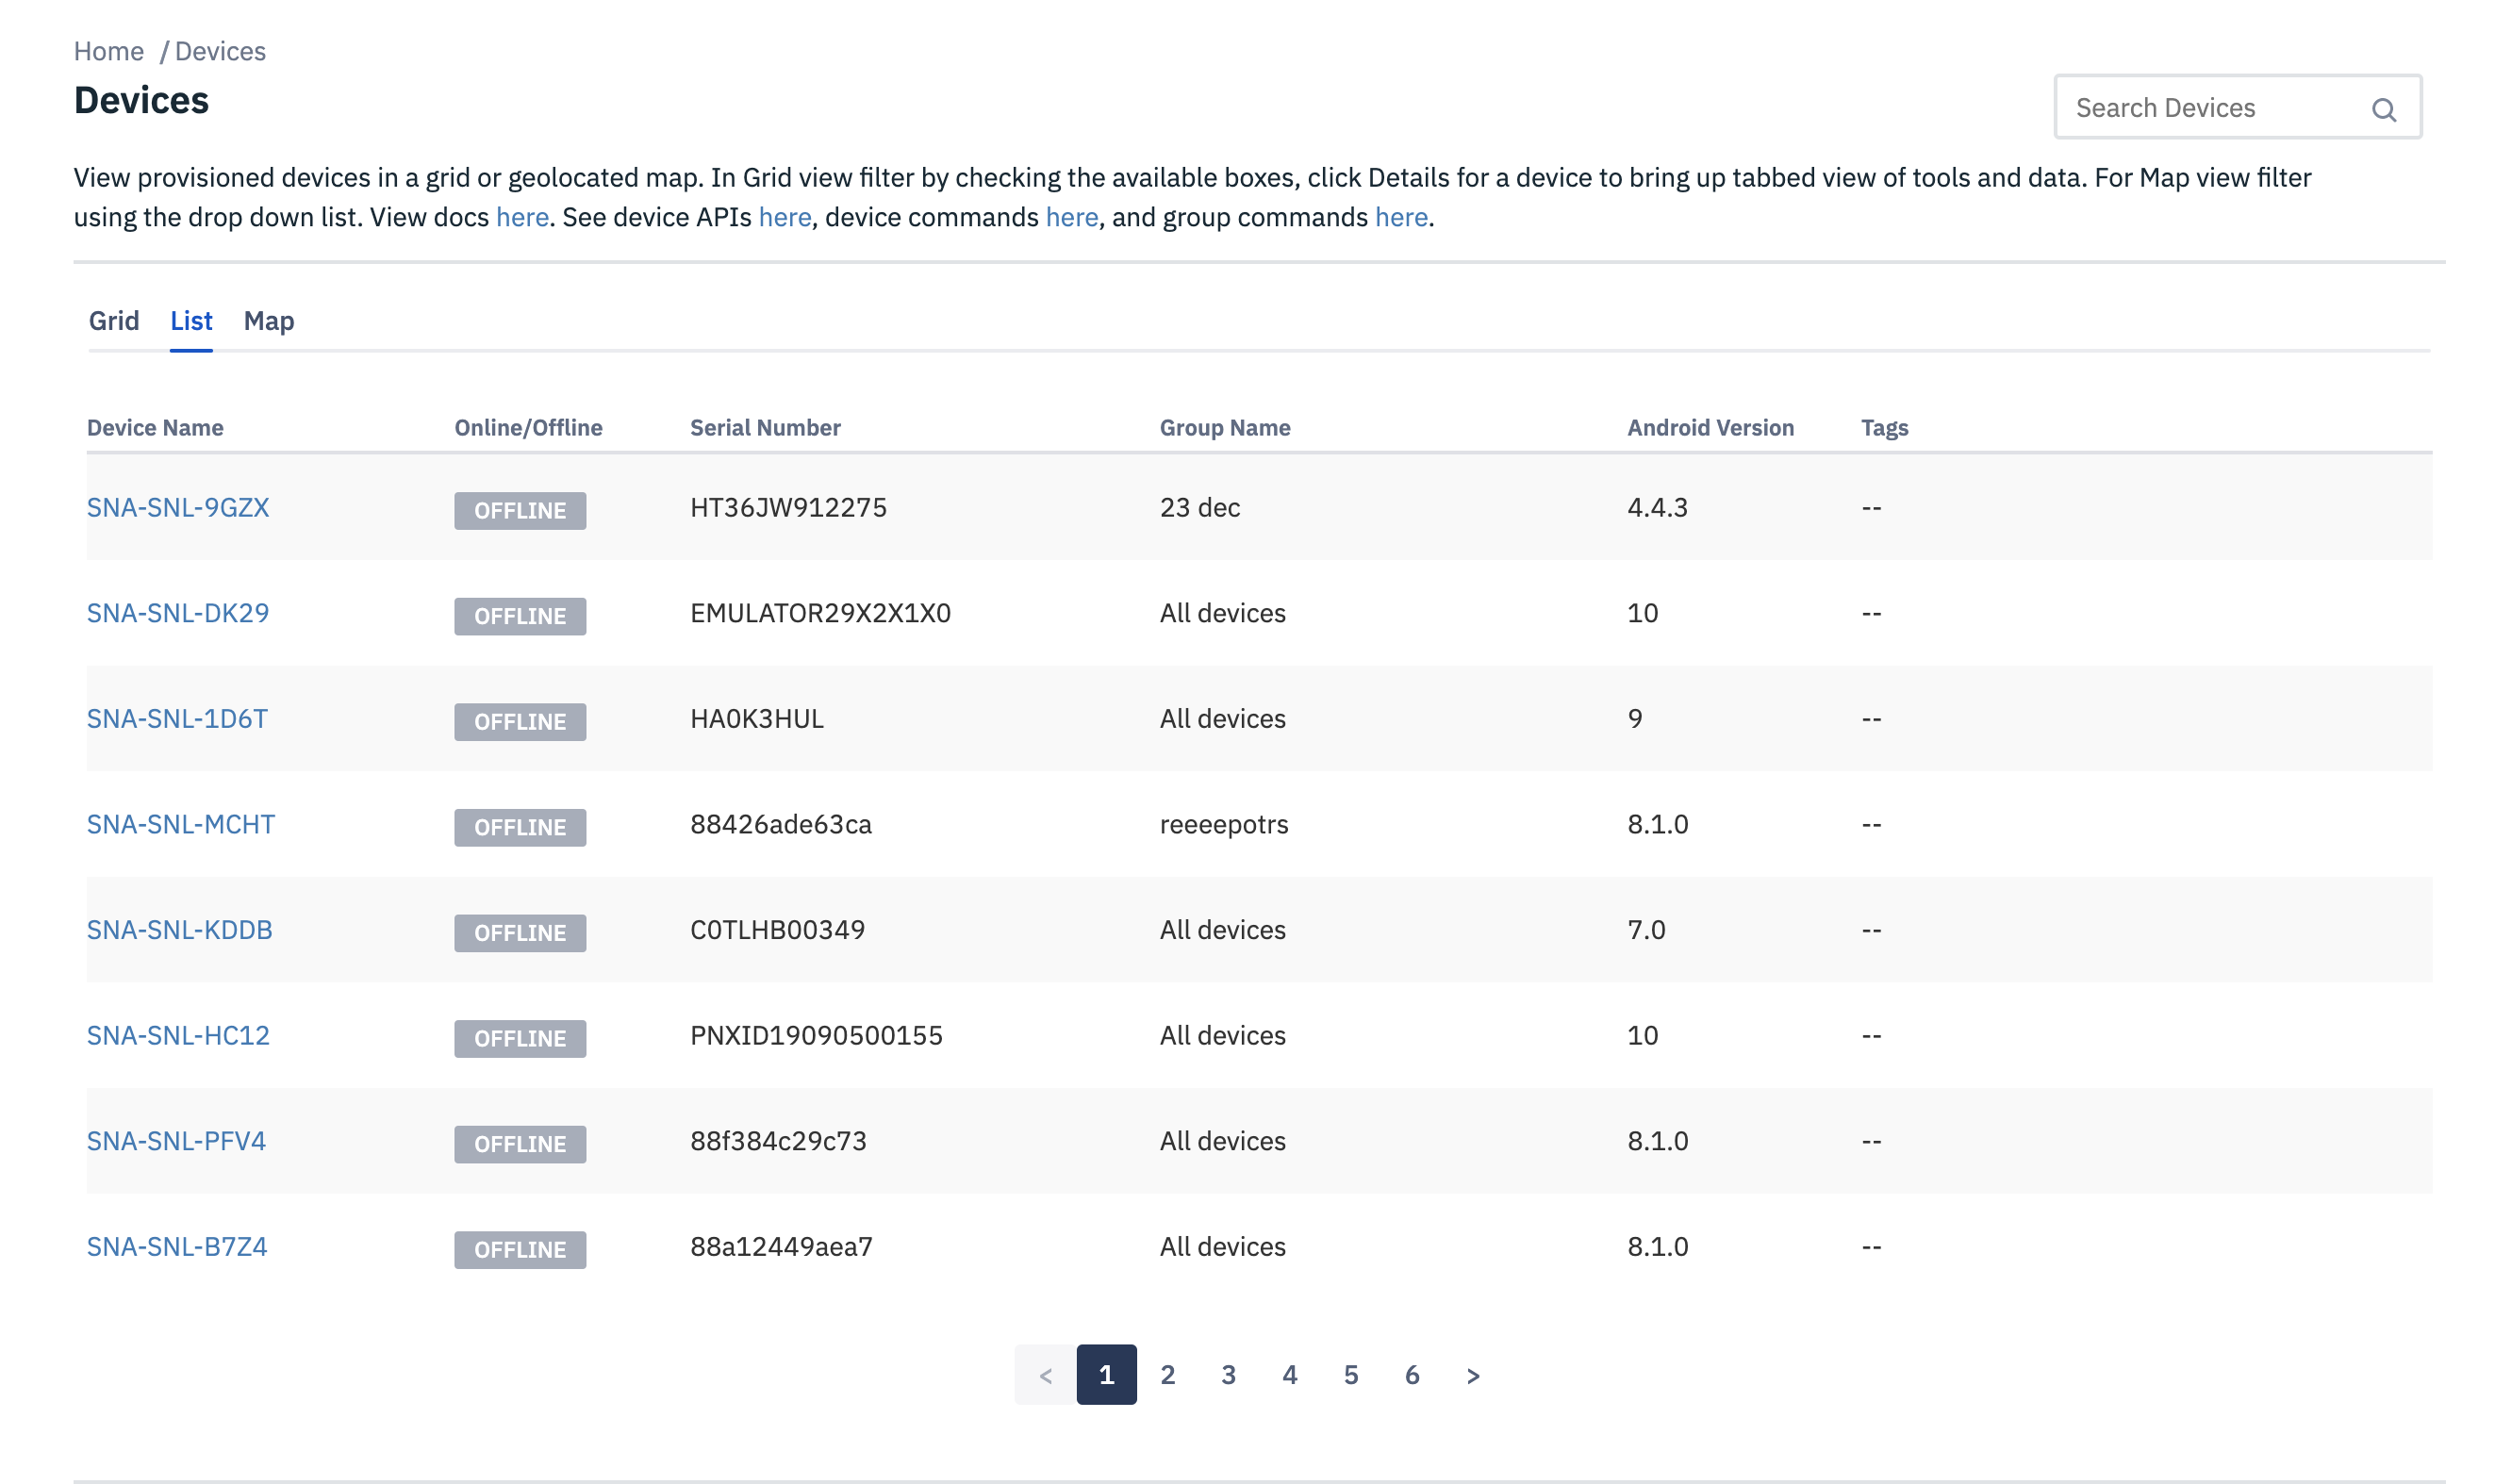 Home / Devices
Devices
Search Devices
View provisioned devices in a grid or geolocated map. In Grid view filter by checking the available boxes, click Details for a device to bring up tabbed view of tools and data. For Map view filter
using the drop down list. View docs here. See device APIs here, device commands here, and group commands here.
Grid List Map
Device Name Online/Offline Serial Number Group Name Android Version Tags
SNA-SNL-9GZX OFFLINE HT36JW912275 23 dec 4.4.3 --
SNA-SNL-DK29 OFFLINE EMULATOR29X2X1X0 All devices 10 --
SNA-SNL-1D6T OFFLINE HA0K3HUL All devices 9 --
SNA-SNL-MCHT OFFLINE 88426ade63ca reeeepotrs 8.1.0 --
SNA-SNL-KDDB OFFLINE C0TLHB00349 All devices 7.0 --
SNA-SNL-HC12 OFFLINE PNXID19090500155 All devices 10 --
SNA-SNL-PFV4 OFFLINE 88f384c29c73 All devices 8.1.0 --
SNA-SNL-B7Z4 OFFLINE 88a12449aea7 All devices 8.1.0 --
< 1 2 3 4 5 6 >